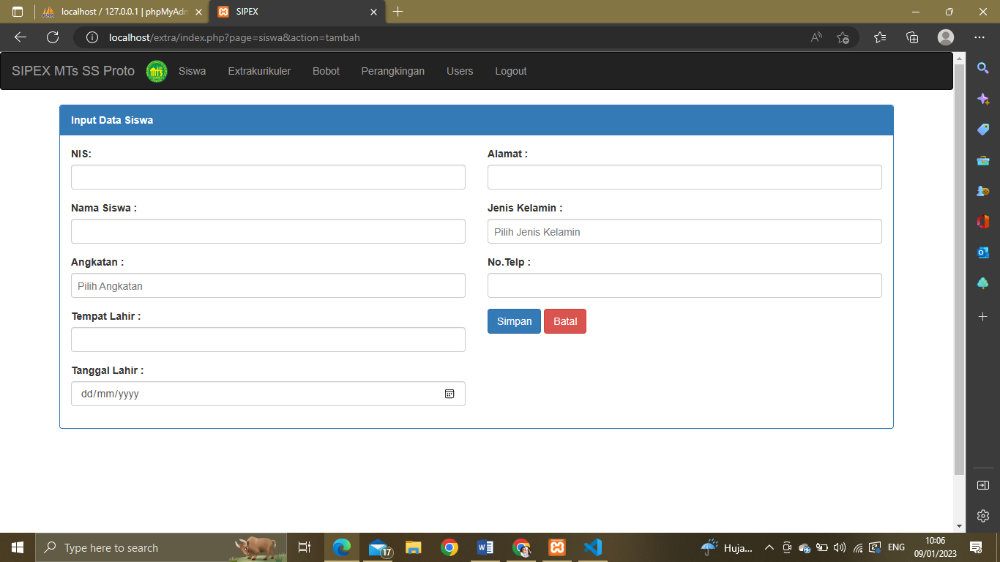 localhost / 127.0.0.1 | phpMyAdm
SIPEX
localhost/extra/index.php?page=siswa&action=tambah
SIPEX MTs SS Proto
Siswa
Extrakurikuler
Bobot
Perangkingan
Users
Logout
Input Data Siswa
NIS:
Nama Siswa :
Angkatan :
Pilih Angkatan
Tempat Lahir :
Tanggal Lahir :
dd/mm/yyyy
Alamat :
Jenis Kelamin :
Pilih Jenis Kelamin
No.Telp :
Simpan
Batal
Type here to search
17
Huja...
ENG
10:06
09/01/2023